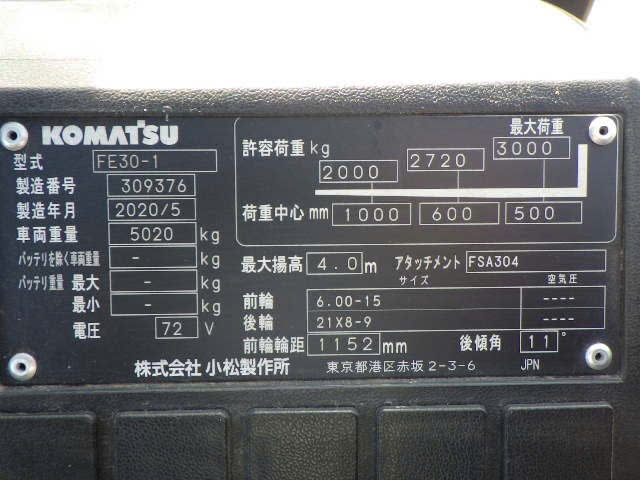 KOMATSU
型式 FE30-1
製造番号 309376
製造年月 2020/5
車両重量 5020 kg
バッテリを除く車両重量 - kg
バッテリ重量 最大 - kg
最小 - kg
電圧 72 V
最大荷重
許容荷重 kg 2000 2720 3000
荷重中心 mm 1000 600 500
最大揚高 4.0 m アタッチメント FSA304
サイズ 空気圧
前輪 6.00-15 ----
後輪 21X8-9 ----
前輪輪距 1152 mm 後傾角 11°
株式会社 小松製作所 東京都港区赤坂2-3-6 JPN